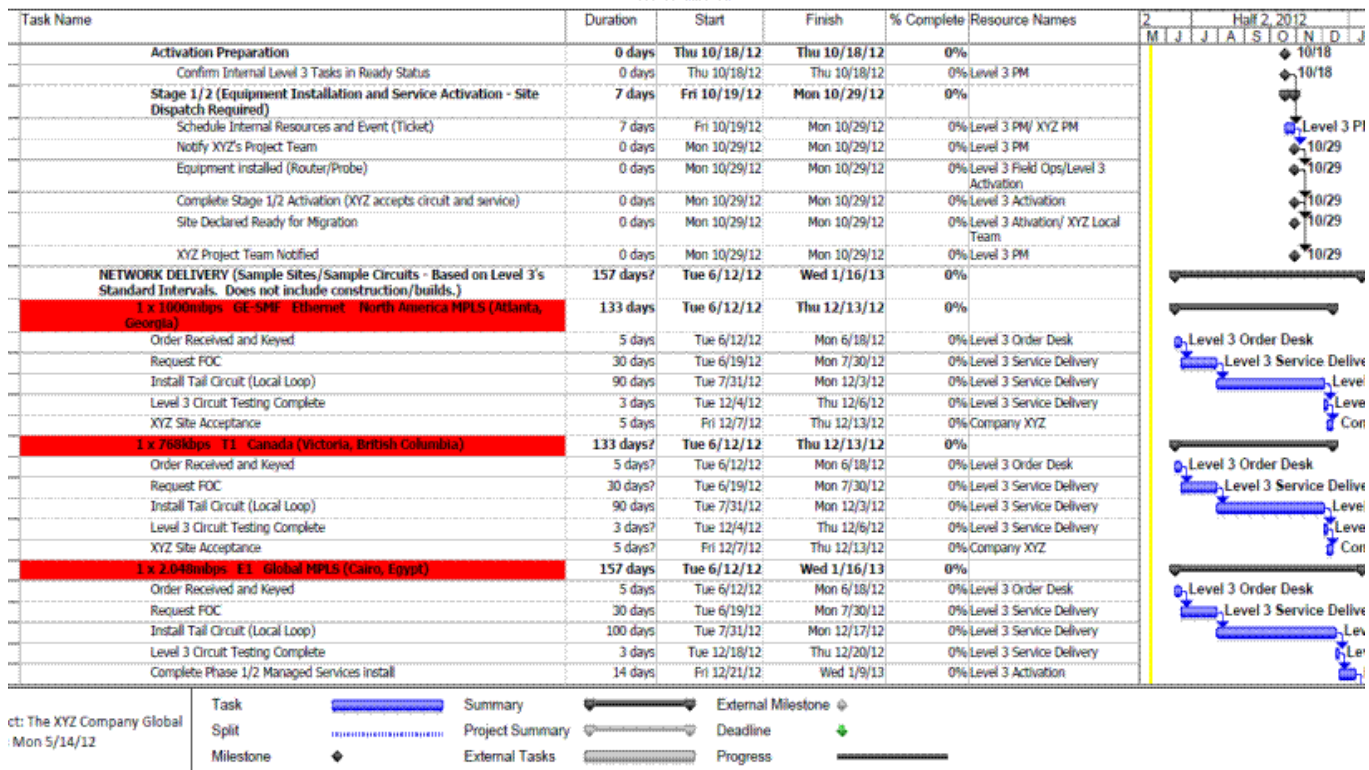 Task Name Duration Start Finish % Complete Resource Names 2 Half 2, 2012
M J J A S O N D J
Activation Preparation 0 days Thu 10/18/12 Thu 10/18/12 0% 10/18
Confirm Internal Level 3 Tasks in Ready Status 0 days Thu 10/18/12 Thu 10/18/12 0% Level 3 PM 10/18
Stage 1/2 (Equipment Installation and Service Activation - Site 7 days Fri 10/19/12 Mon 10/29/12 0%
Dispatch Required)
Schedule Internal Resources and Event (Ticket) 7 days Fri 10/19/12 Mon 10/29/12 0% Level 3 PM/ XYZ PM Level 3 P
Notify XYZ's Project Team 0 days Mon 10/29/12 Mon 10/29/12 0% Level 3 PM 10/29
Equipment installed (Router/Probe) 0 days Mon 10/29/12 Mon 10/29/12 0% Level 3 Field Ops/Level 3 10/29
Activation
Complete Stage 1/2 Activation (XYZ accepts circuit and service) 0 days Mon 10/29/12 Mon 10/29/12 0% Level 3 Activation 10/29
Site Declared Ready for Migration 0 days Mon 10/29/12 Mon 10/29/12 0% Level 3 Ativation/ XYZ Local 10/29
Team
XYZ Project Team Notified 0 days Mon 10/29/12 Mon 10/29/12 0% Level 3 PM 10/29
NETWORK DELIVERY (Sample Sites/Sample Circuits - Based on Level 3's 157 days? Tue 6/12/12 Wed 1/16/13 0%
Standard Intervals. Does not include construction/builds.)
1 x 1000mbps GE-SMF Ethernet North America MPLS (Atlanta, 133 days Tue 6/12/12 Thu 12/13/12 0%
Georgia)
Order Received and Keyed 5 days Tue 6/12/12 Mon 6/18/12 0% Level 3 Order Desk Level 3 Order Desk
Request FOC 30 days Tue 6/19/12 Mon 7/30/12 0% Level 3 Service Delivery Level 3 Service Delive
Install Tail Circuit (Local Loop) 90 days Tue 7/31/12 Mon 12/3/12 0% Level 3 Service Delivery Level
Level 3 Circuit Testing Complete 3 days Tue 12/4/12 Thu 12/6/12 0% Level 3 Service Delivery Leve
XYZ Site Acceptance 5 days Fri 12/7/12 Thu 12/13/12 0% Company XYZ Con
1 x 768kbps T1 Canada (Victoria, British Columbia) 133 days? Tue 6/12/12 Thu 12/13/12 0%
Order Received and Keyed 5 days? Tue 6/12/12 Mon 6/18/12 0% Level 3 Order Desk Level 3 Order Desk
Request FOC 30 days? Tue 6/19/12 Mon 7/30/12 0% Level 3 Service Delivery Level 3 Service Delive
Install Tail Circuit (Local Loop) 90 days Tue 7/31/12 Mon 12/3/12 0% Level 3 Service Delivery Level
Level 3 Circuit Testing Complete 3 days? Tue 12/4/12 Thu 12/6/12 0% Level 3 Service Delivery Leve
XYZ Site Acceptance 5 days? Fri 12/7/12 Thu 12/13/12 0% Company XYZ Con
1 x 2.048mbps E1 Global MPLS (Cairo, Egypt) 157 days Tue 6/12/12 Wed 1/16/13 0%
Order Received and Keyed 5 days Tue 6/12/12 Mon 6/18/12 0% Level 3 Order Desk Level 3 Order Desk
Request FOC 30 days Tue 6/19/12 Mon 7/30/12 0% Level 3 Service Delivery Level 3 Service Delive
Install Tail Circuit (Local Loop) 100 days Tue 7/31/12 Mon 12/17/12 0% Level 3 Service Delivery Lev
Level 3 Circuit Testing Complete 3 days Tue 12/18/12 Thu 12/20/12 0% Level 3 Service Delivery Lev
Complete Phase 1/2 Managed Services install 14 days Fri 12/21/12 Wed 1/9/13 0% Level 3 Activation
Task Summary External Milestone
ct: The XYZ Company Global
Split Project Summary Deadline
: Mon 5/14/12
Milestone External Tasks Progress